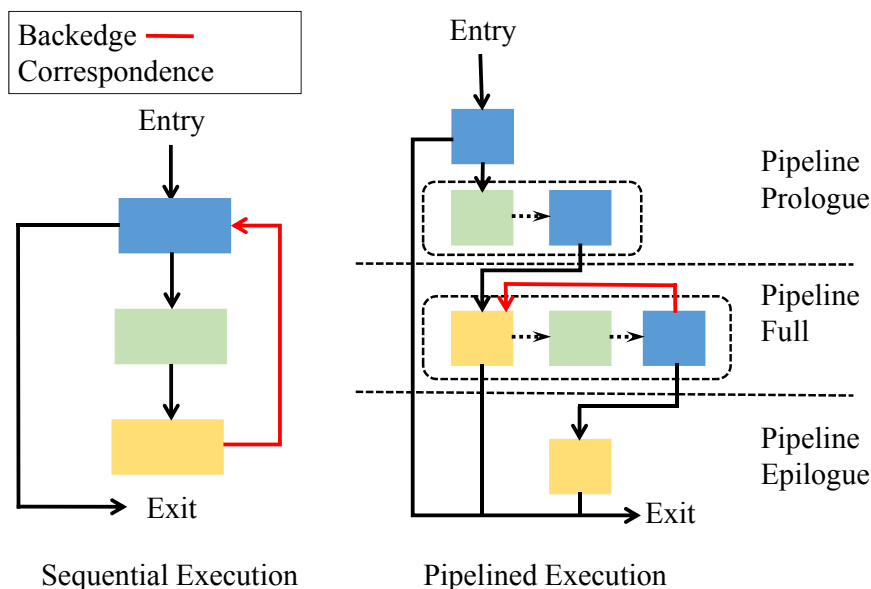 Backedge
Correspondence
Entry
Exit
Sequential Execution
Entry
Pipeline
Prologue
Pipeline
Full
Pipeline
Epilogue
Exit
Pipelined Execution